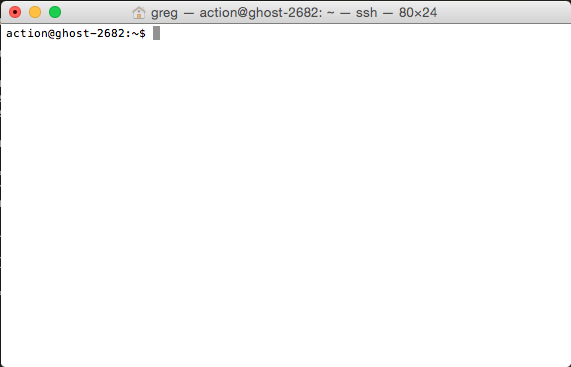 greg — action@ghost-2682: ~ — ssh — 80×24
action@ghost-2682:~$